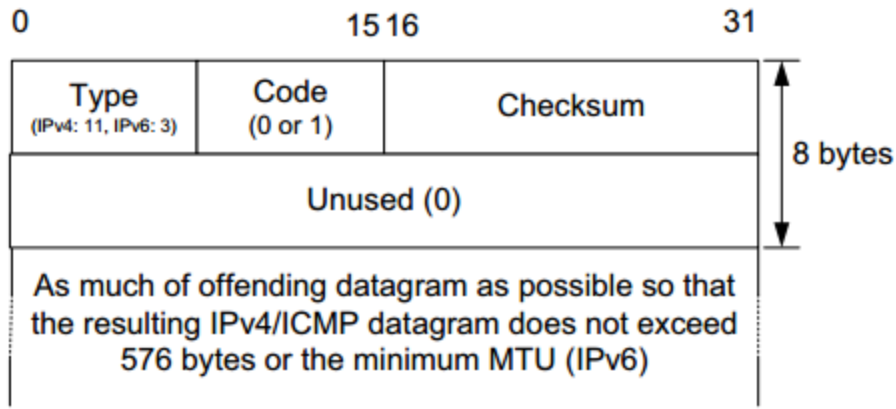 0 15 16 31
Type Code Checksum
(IPv4: 11, IPv6: 3) (0 or 1)
8 bytes
Unused (0)
As much of offending datagram as possible so that
the resulting IPv4/ICMP datagram does not exceed
576 bytes or the minimum MTU (IPv6)